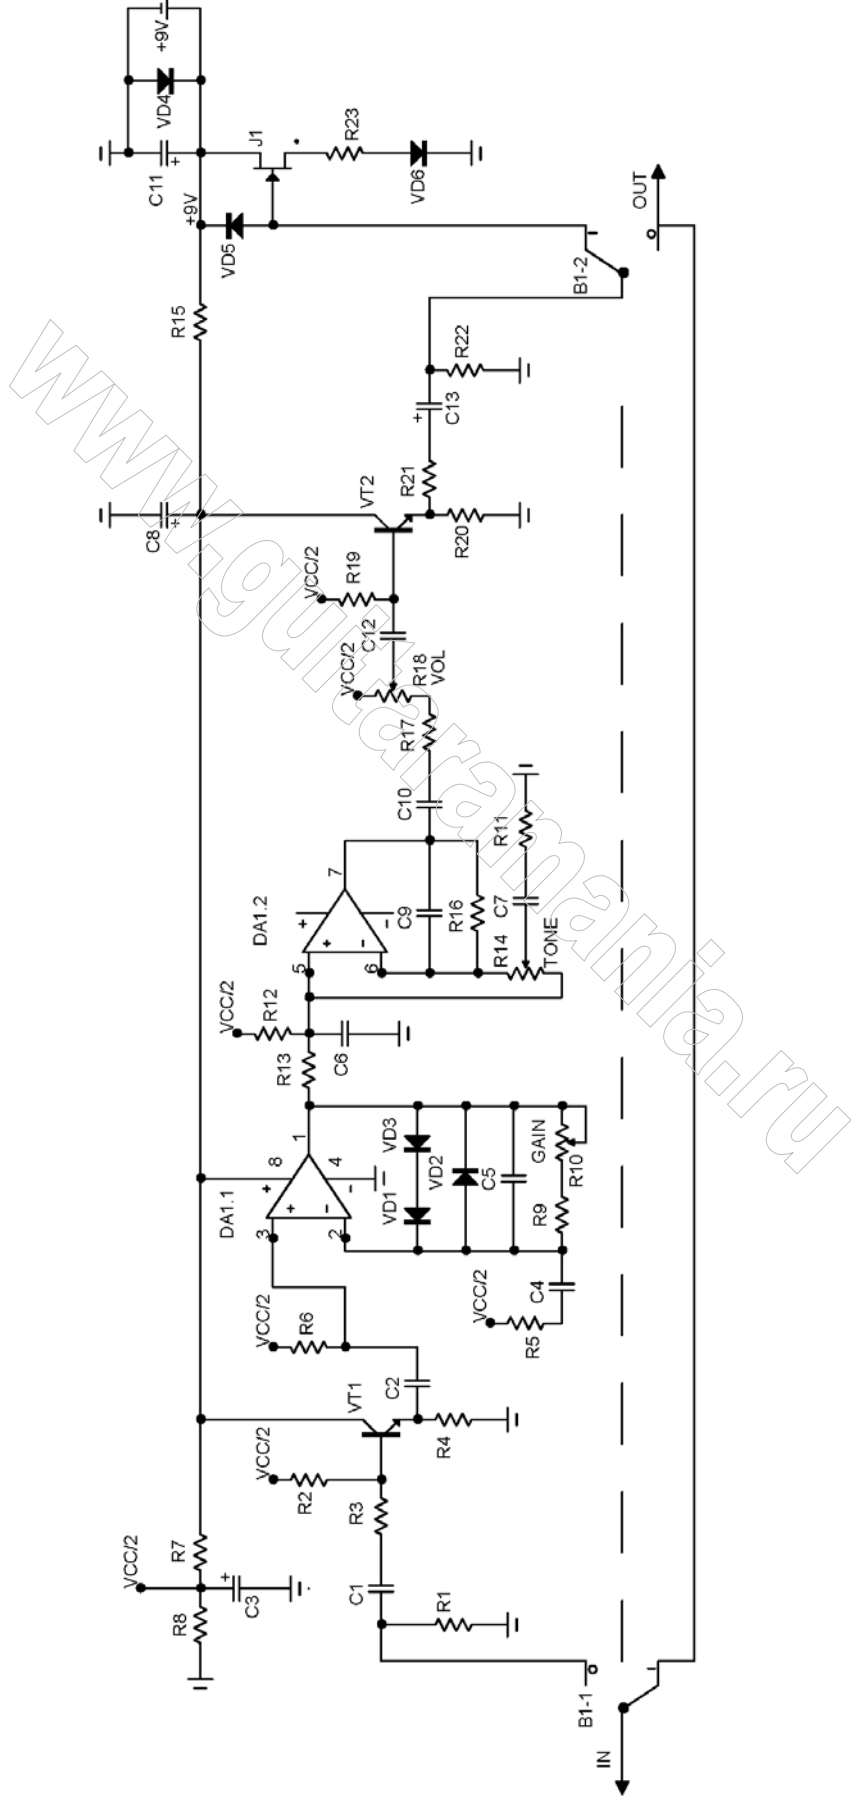 +9V
VD4
C11
+
+9V
J1
R23
VD6
VD5
OUT
B1-2
R15
R22
C13
+
C8
+
VT2
R21
R20
VCC/2
R19
C12
VCC/2
R18
VOL
R17
C10
R11
7
DA1.2
+
-
+
-
5
6
C9
R16
C7
R14
TONE
VCC/2
R12
R13
C6
1
DA1.1
8
4
+
-
+
-
3
2
VD3
VD1
VD2
C5
GAIN
R10
R9
VCC/2
C4
R5
VCC/2
R6
C2
VT1
R4
VCC/2
R2
R3
VCC/2
R7
R8
+
C3
C1
R1
B1-1
IN
www.guitaramania.ru